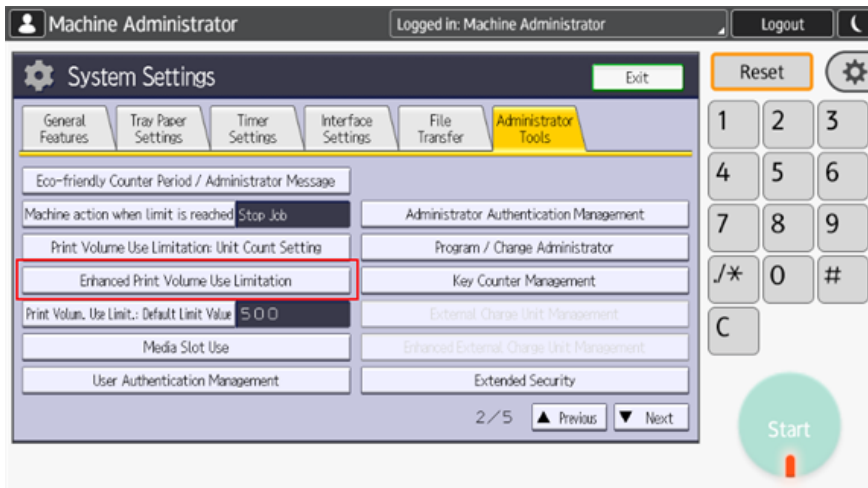 Machine Administrator
Logged in: Machine Administrator
Logout
System Settings
Exit
General Features
Tray Paper Settings
Timer Settings
Interface Settings
File Transfer
Administrator Tools
Eco-friendly Counter Period / Administrator Message
Machine action when limit is reached Stop Job
Administrator Authentication Management
Print Volume Use Limitation: Unit Count Setting
Program / Change Administrator
Enhanced Print Volume Use Limitation
Key Counter Management
Print Volum. Use Limit.: Default Limit Value 500
External Charge Unit Management
Media Slot Use
Enhanced External Charge Unit Management
User Authentication Management
Extended Security
2/5 ▲ Previous ▼ Next
Reset
1 2 3
4 5 6
7 8 9
./* 0 #
C
Start